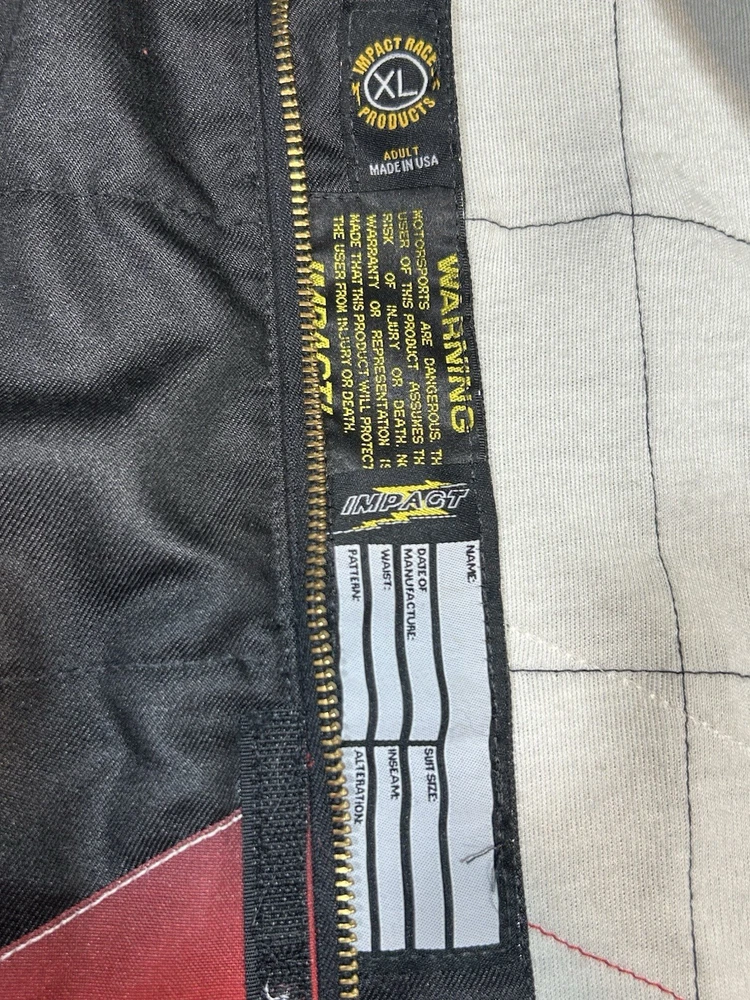 IMPACT RACE
XL
PRODUCTS
ADULT
MADE IN USA
WARNING
MOTORSPORTS ARE DANGEROUS. TH
USER OF THIS PRODUCT ASSUMES TH
RISK OF INJURY OR DEATH. NO
WARRANTY OR REPRESENTATION IS
MADE THAT THIS PRODUCT WILL PROTECT
THE USER FROM INJURY OR DEATH.
IMPACT!
IMPACT
NAME:
DATE OF
MANUFACTURE:
SUIT SIZE:
WAIST:
INSEAM:
PATTERN:
ALTERATION: